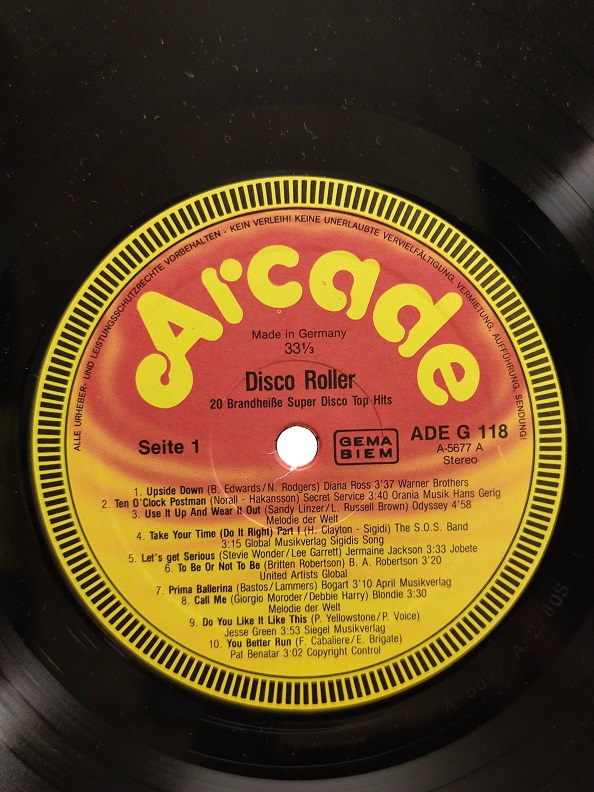 ALLE URHEBER- UND LEISTUNGSSCHUTZRECHTE VORBEHALTEN - KEIN VERLEIH! KEINE UNERLAUBTE VERVIELFÄLTIGUNG, VERMIETUNG, AUFFÜHRUNG, SENDUNG!
Arcade
Made in Germany
33⅓
Disco Roller
20 Brandheiße Super Disco Top Hits
Seite 1
GEMA
BIEM
ADE G 118
A-5677 A
Stereo
1. Upside Down (B. Edwards/N. Rodgers) Diana Ross 3'37 Warner Brothers
2. Ten O'Clock Postman (Norall - Hakansson) Secret Service 3:40 Orania Musik Hans Gerig
3. Use It Up And Wear It Out (Sandy Linzer/L. Russell Brown) Odyssey 4'58
Melodie der Welt
4. Take Your Time (Do It Right) Part I (H. Clayton - Sigidi) The S.O.S. Band
3:15 Global Musikverlag Sigidis Song
5. Let's get Serious (Stevie Wonder/Lee Garrett) Jermaine Jackson 3:33 Jobete
6. To Be Or Not To Be (Britten Robertson) B. A. Robertson 3'20
United Artists Global
7. Prima Ballerina (Bastos/Lammers) Bogart 3'10 April Musikverlag
8. Call Me (Giorgio Moroder/Debbie Harry) Blondie 3:30
Melodie der Welt
9. Do You Like It Like This (P. Yellowstone/P. Voice)
Jesse Green 3:53 Siegel Musikverlag
10. You Better Run (F. Cabaliere/E. Brigate)
Pat Benatar 3:02 Copyright Control